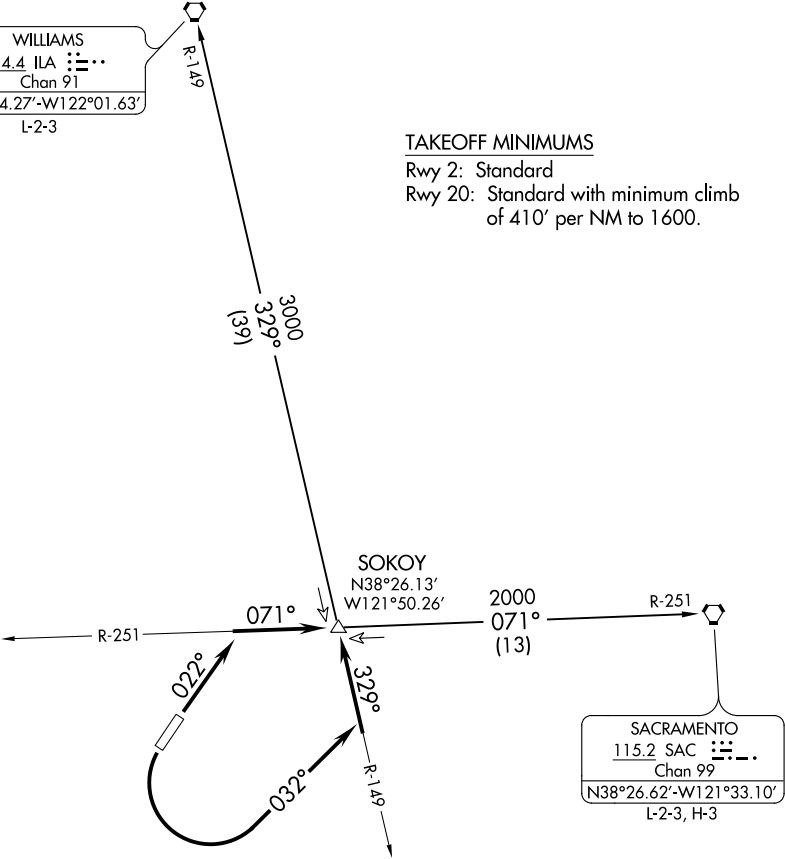 WILLIAMS
4.4 ILA
Chan 91
4.27′-W122°01.63′
L-2-3
R-149
TAKEOFF MINIMUMS
Rwy 2: Standard
Rwy 20: Standard with minimum climb
of 410′ per NM to 1600.
3000
329°
(39)
SOKOY
N38°26.13′
W121°50.26′
R-251
071°
2000
071°
(13)
R-251
022°
329°
032°
R-149
SACRAMENTO
115.2 SAC
Chan 99
N38°26.62′-W121°33.10′
L-2-3, H-3